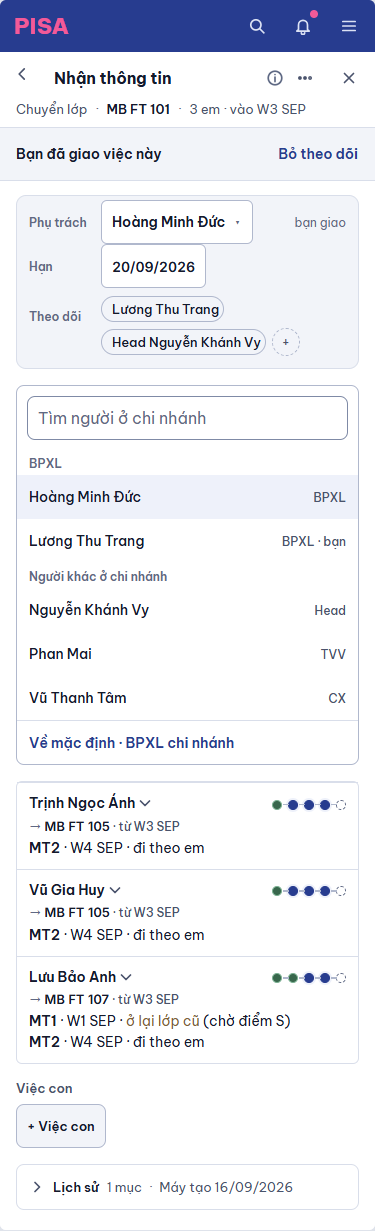 PISA
Nhận thông tin
Chuyển lớp · MB FT 101 · 3 em · vào W3 SEP
Bạn đã giao việc này Bỏ theo dõi
Phụ trách Hoàng Minh Đức bạn giao
Hạn 20/09/2026
Theo dõi Lương Thu Trang
Head Nguyễn Khánh Vy +
Tìm người ở chi nhánh
BPXL
Hoàng Minh Đức BPXL
Lương Thu Trang BPXL · bạn
Người khác ở chi nhánh
Nguyễn Khánh Vy Head
Phan Mai TVV
Vũ Thanh Tâm CX
Về mặc định · BPXL chi nhánh
Trịnh Ngọc Ánh
→ MB FT 105 · từ W3 SEP
MT2 · W4 SEP · đi theo em
Vũ Gia Huy
→ MB FT 105 · từ W3 SEP
MT2 · W4 SEP · đi theo em
Lưu Bảo Anh
→ MB FT 107 · từ W3 SEP
MT1 · W1 SEP · ở lại lớp cũ (chờ điểm S)
MT2 · W4 SEP · đi theo em
Việc con
+ Việc con
Lịch sử 1 mục · Máy tạo 16/09/2026